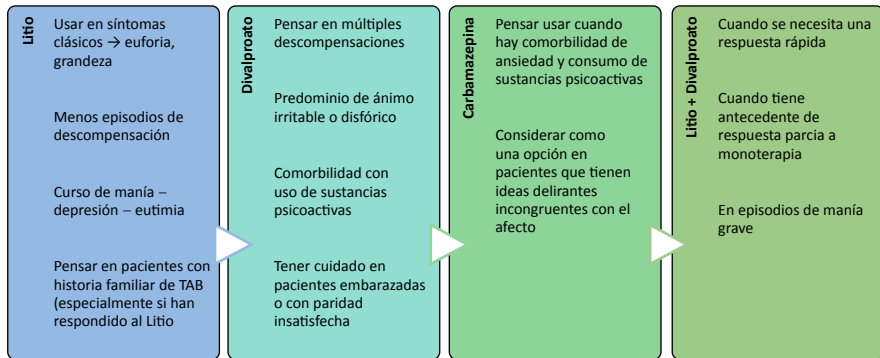 Litio
Usar en síntomas
clásicos → euforia,
grandeza
Menos episodios de
descompensación
Curso de manía –
depresión – eutimia
Pensar en pacientes con
historia familiar de TAB
(especialmente si han
respondido al Litio
Divalproato
Pensar en múltiples
descompensaciones
Predominio de ánimo
irritable o disfórico
Comorbilidad con
uso de sustancias
psicoactivas
Tener cuidado en
pacientes embarazadas
o con paridad
insatisfecha
Carbamazepina
Pensar usar cuando
hay comorbilidad de
ansiedad y consumo de
sustancias psicoactivas
Considerar como
una opción en
pacientes que tienen
ideas delirantes
incongruentes con el
afecto
Litio + Divalproato
Cuando se necesita una
respuesta rápida
Cuando tiene
antecedente de
respuesta parcia a
monoterapia
En episodios de manía
grave